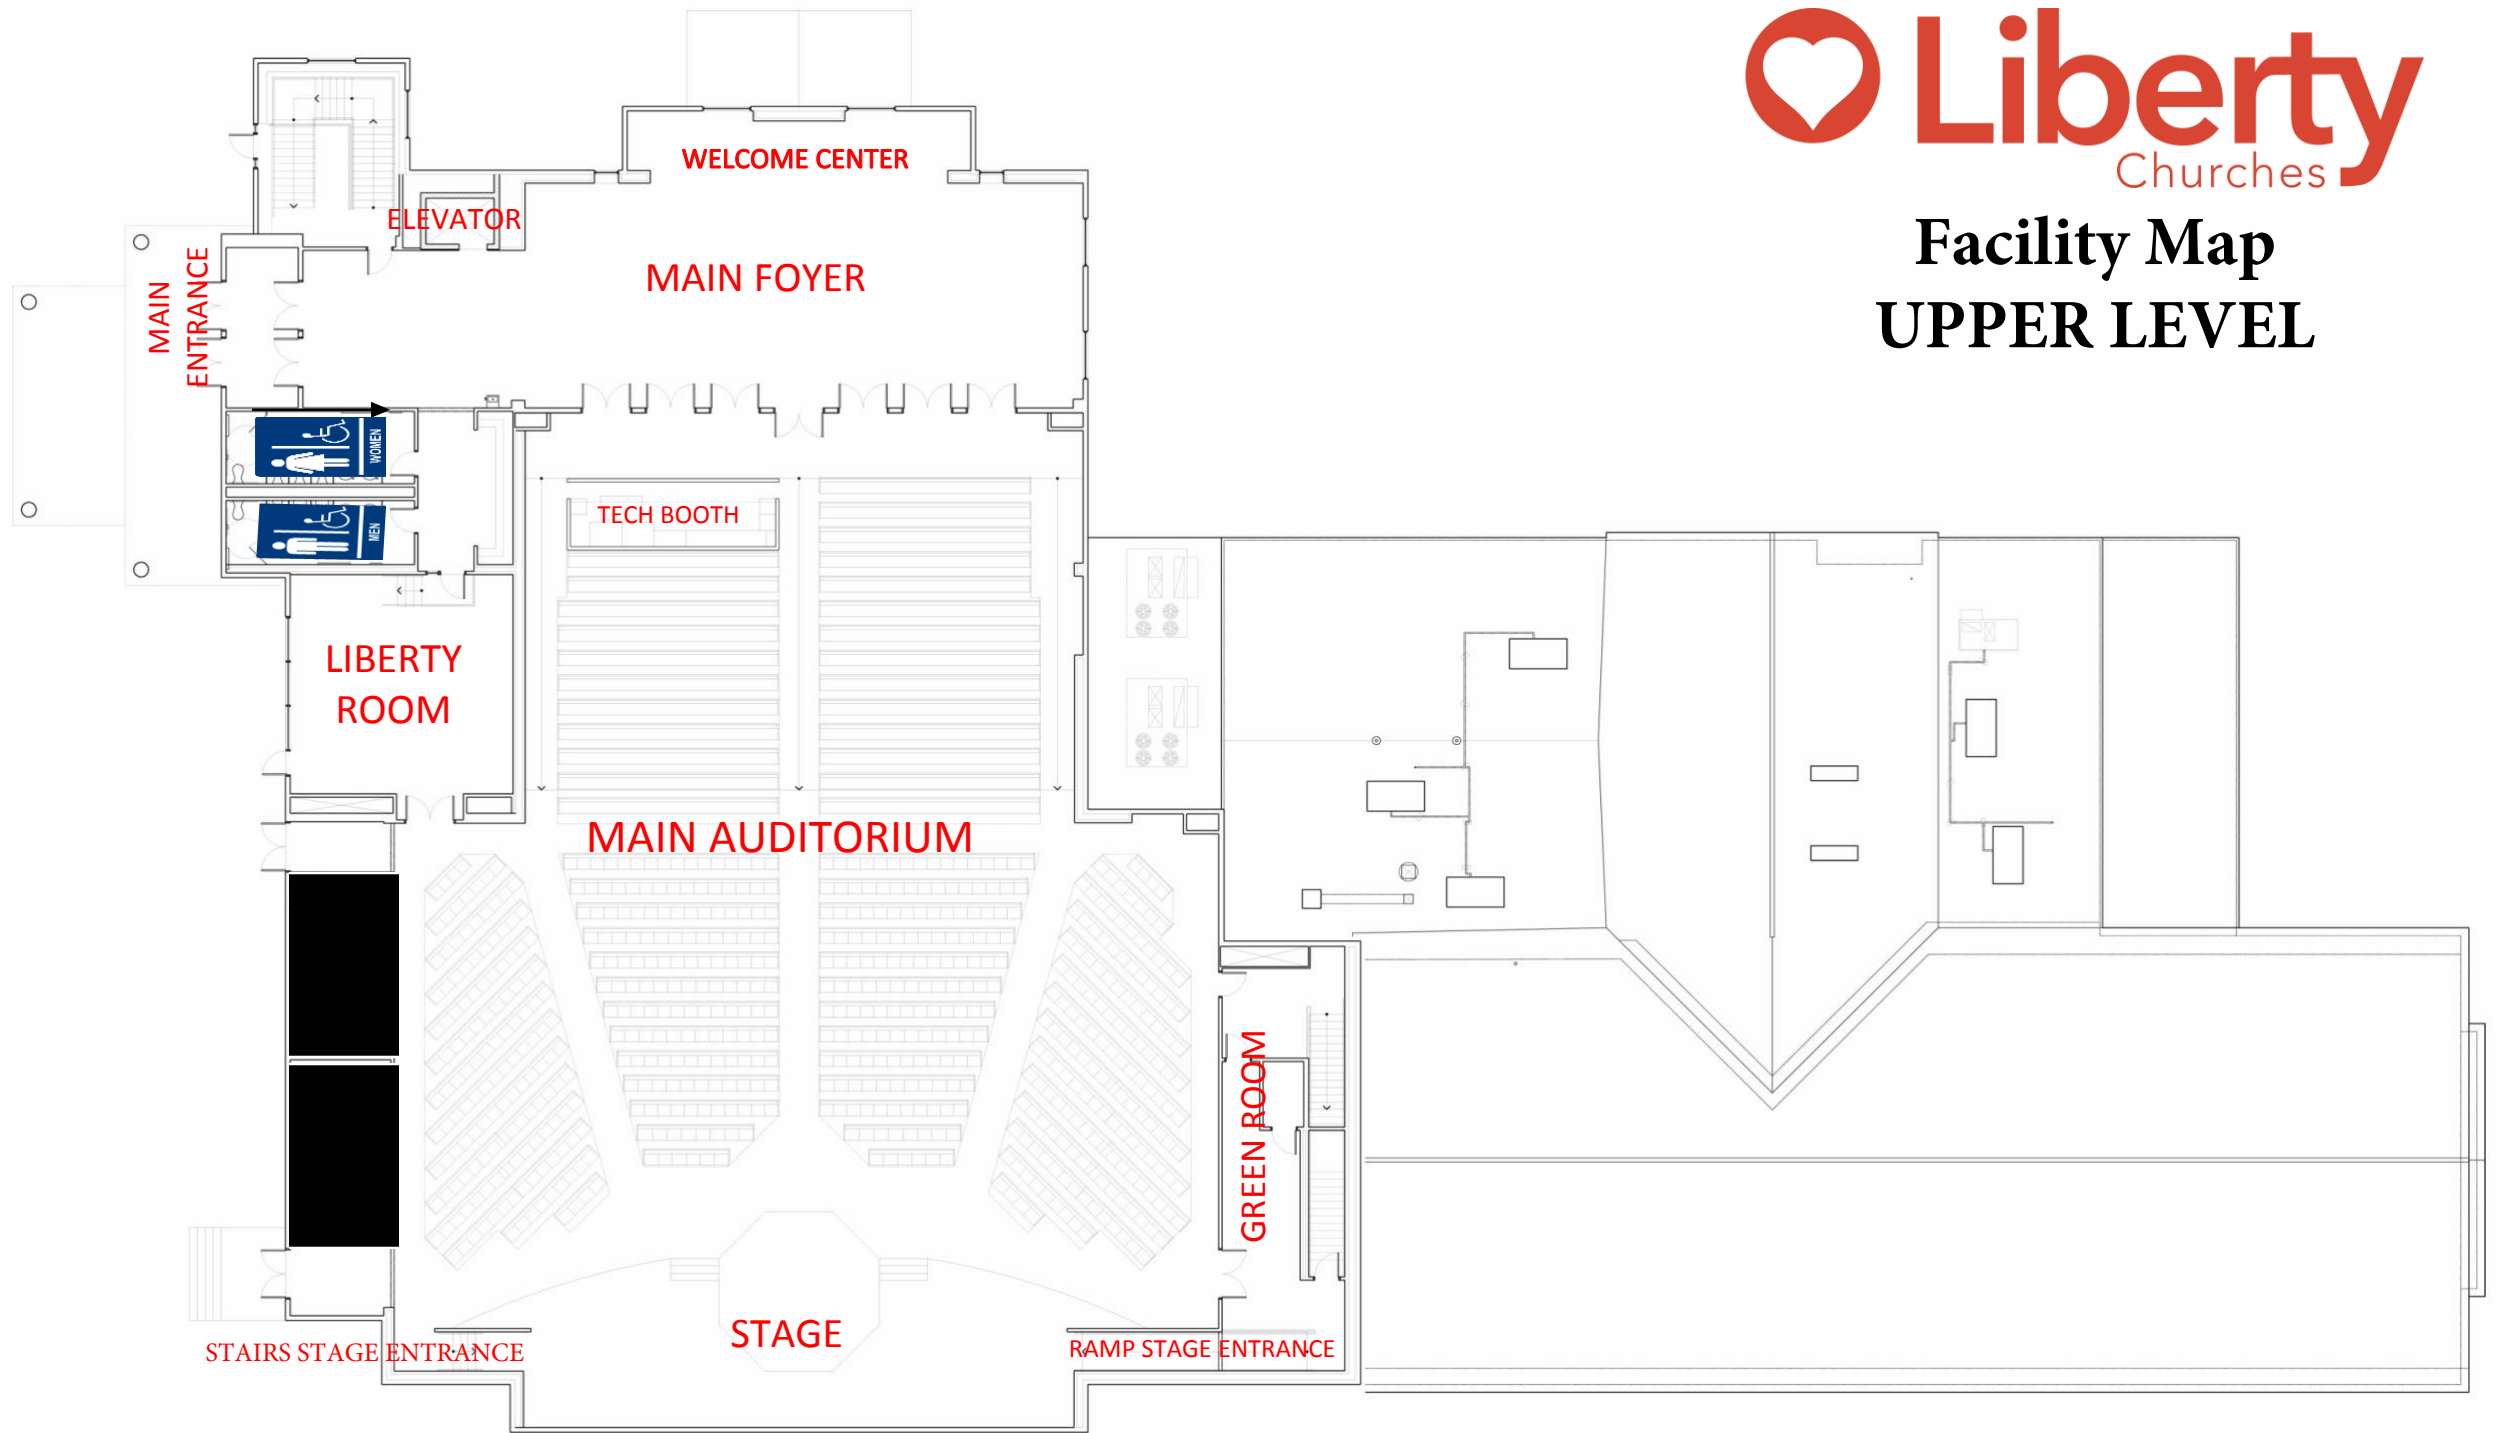 Liberty
Churches
Facility Map
UPPER LEVEL
WELCOME CENTER
ELEVATOR
MAIN FOYER
MAIN
ENTRANCE
WOMEN
MEN
TECH BOOTH
LIBERTY
ROOM
MAIN AUDITORIUM
GREEN ROOM
STAGE
STAIRS STAGE ENTRANCE
RAMP STAGE ENTRANCE